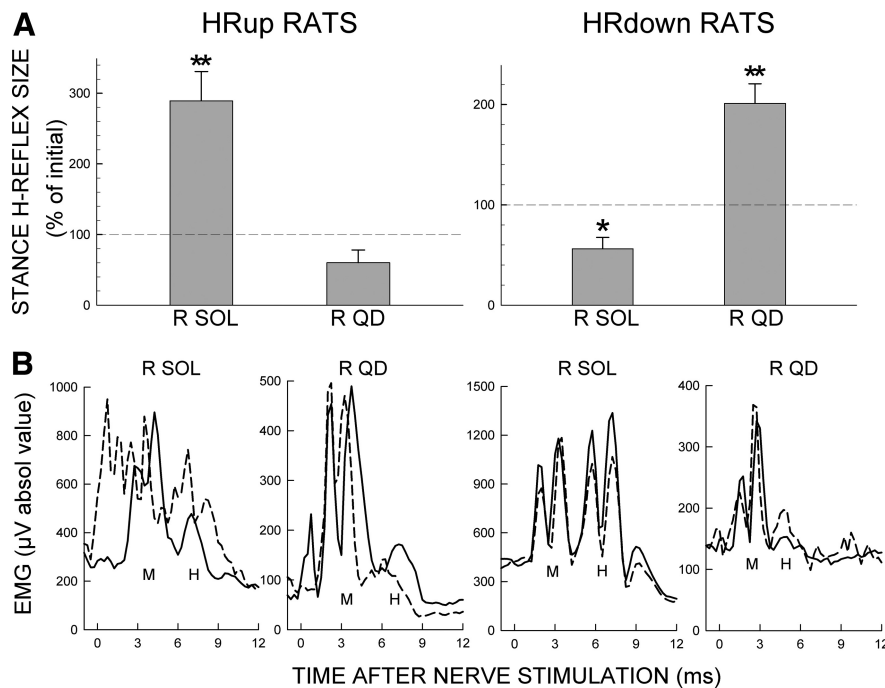 A
HRup RATS
HRdown RATS
STANCE H-REFLEX SIZE
(% of initial)
300
200
100
0
**
R SOL
R QD
200
100
0
*
**
R SOL
R QD
B
EMG (µV absol value)
R SOL
1000
800
600
400
200
0
M
H
0
3
6
9
12
R QD
500
400
300
200
100
0
M
H
0
3
6
9
12
R SOL
1500
1200
900
600
300
0
M
H
0
3
6
9
12
R QD
400
300
200
100
0
M
H
0
3
6
9
12
TIME AFTER NERVE STIMULATION (ms)